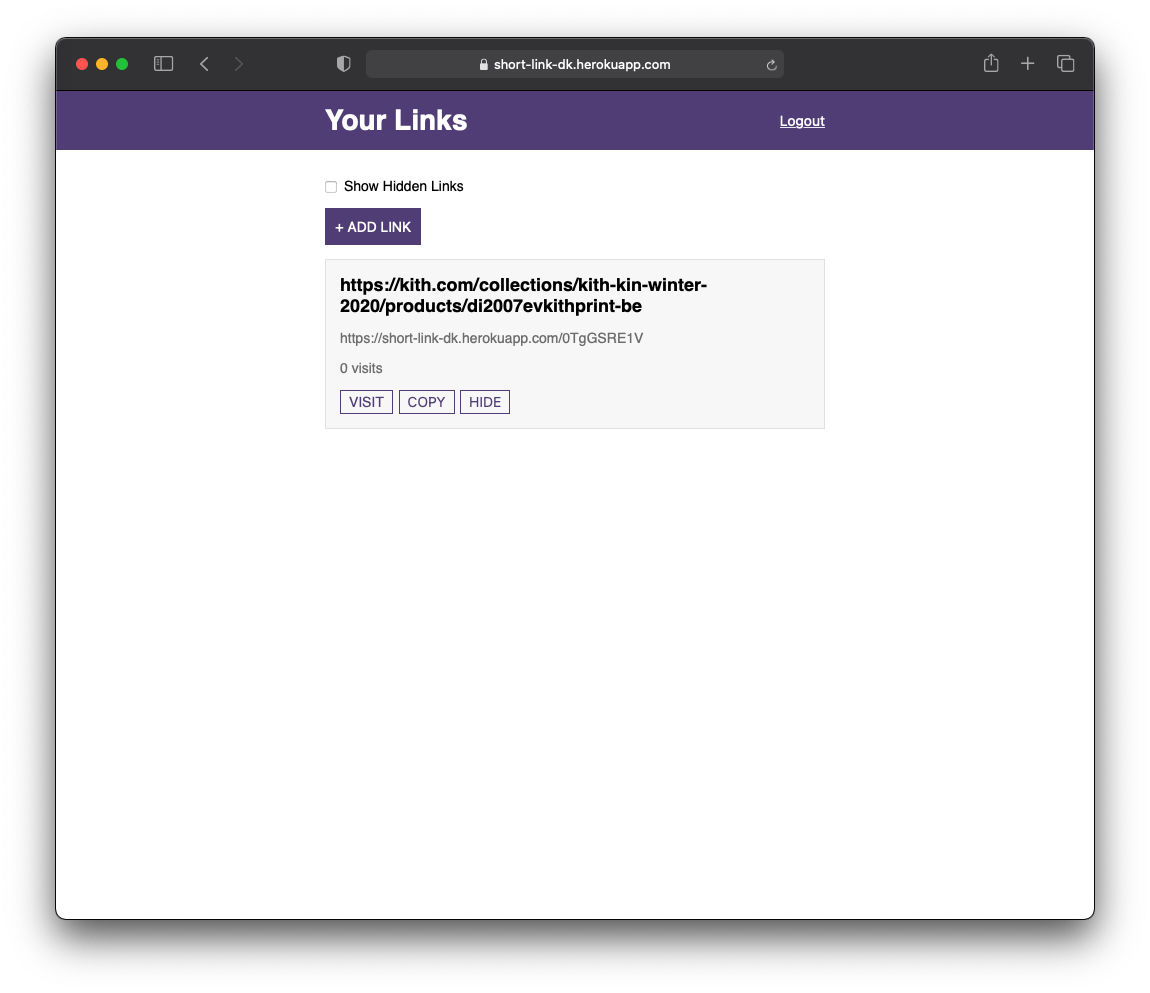 short-link-dk.herokuapp.com
Your Links
Logout
Show Hidden Links
+ ADD LINK
https://kith.com/collections/kith-kin-winter-
2020/products/di2007evkithprint-be
https://short-link-dk.herokuapp.com/0TgGSRE1V
0 visits
VISIT COPY HIDE